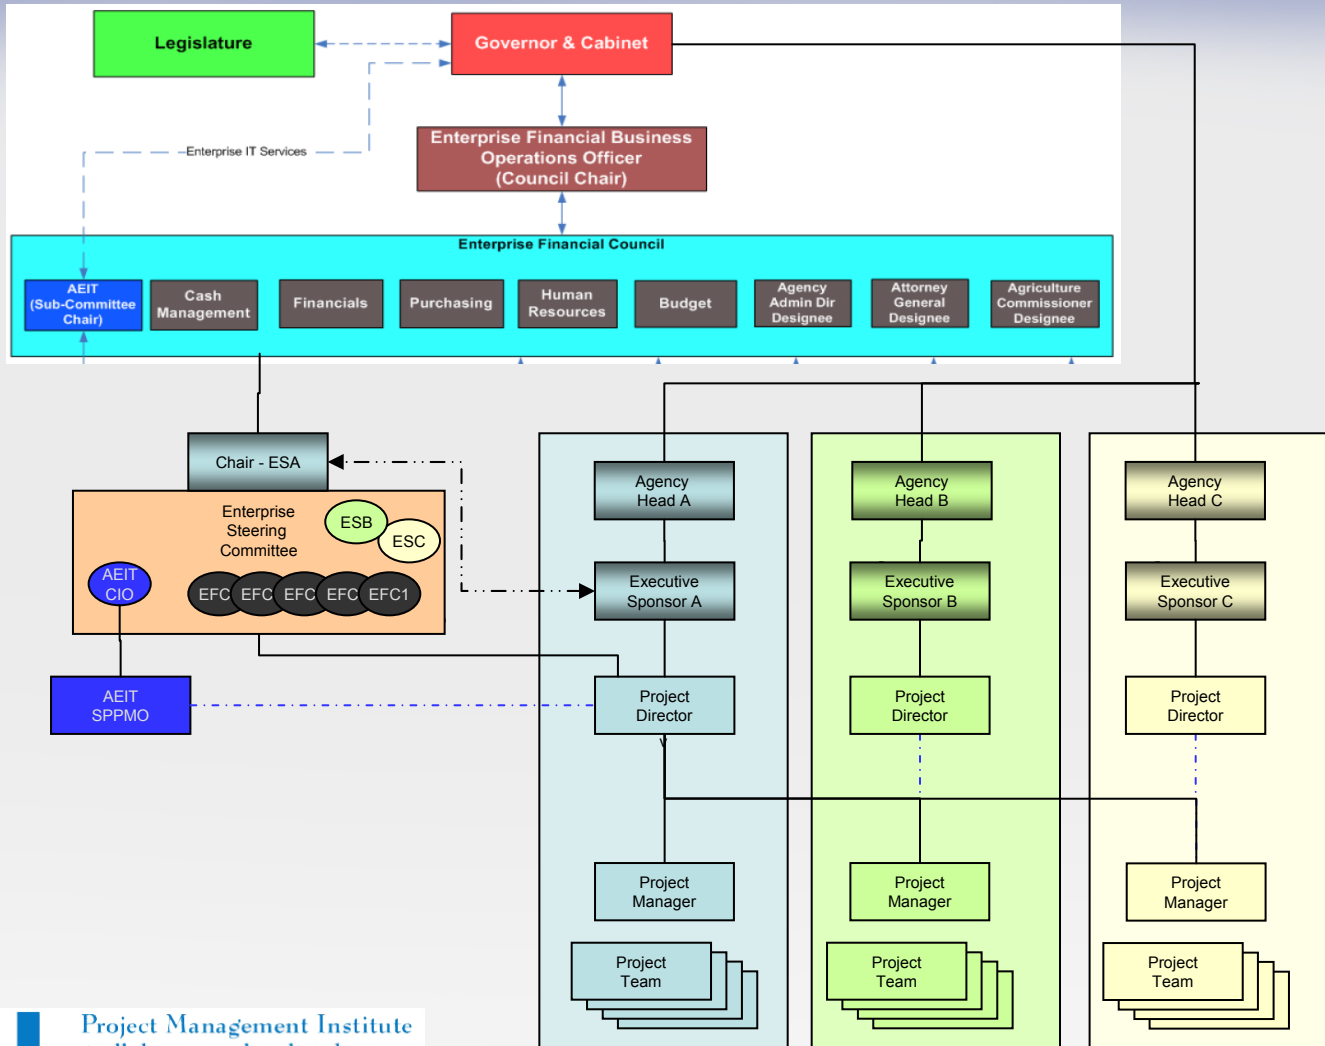 Legislature
Governor & Cabinet
Enterprise IT Services
Enterprise Financial Business
Operations Officer
(Council Chair)
Enterprise Financial Council
AEIT
(Sub-Committee
Chair)
Cash
Management
Financials
Purchasing
Human
Resources
Budget
Agency
Admin Dir
Designee
Attorney
General
Designee
Agriculture
Commissioner
Designee
Chair - ESA
Enterprise
Steering
Committee
ESB
ESC
AEIT
CIO
EFC
EFC
EFC
EFC
EFC1
AEIT
SPPMO
Agency
Head A
Executive
Sponsor A
Project
Director
Project
Manager
Project
Team
Agency
Head B
Executive
Sponsor B
Project
Director
Project
Manager
Project
Team
Agency
Head C
Executive
Sponsor C
Project
Director
Project
Manager
Project
Team
Project Management Institute